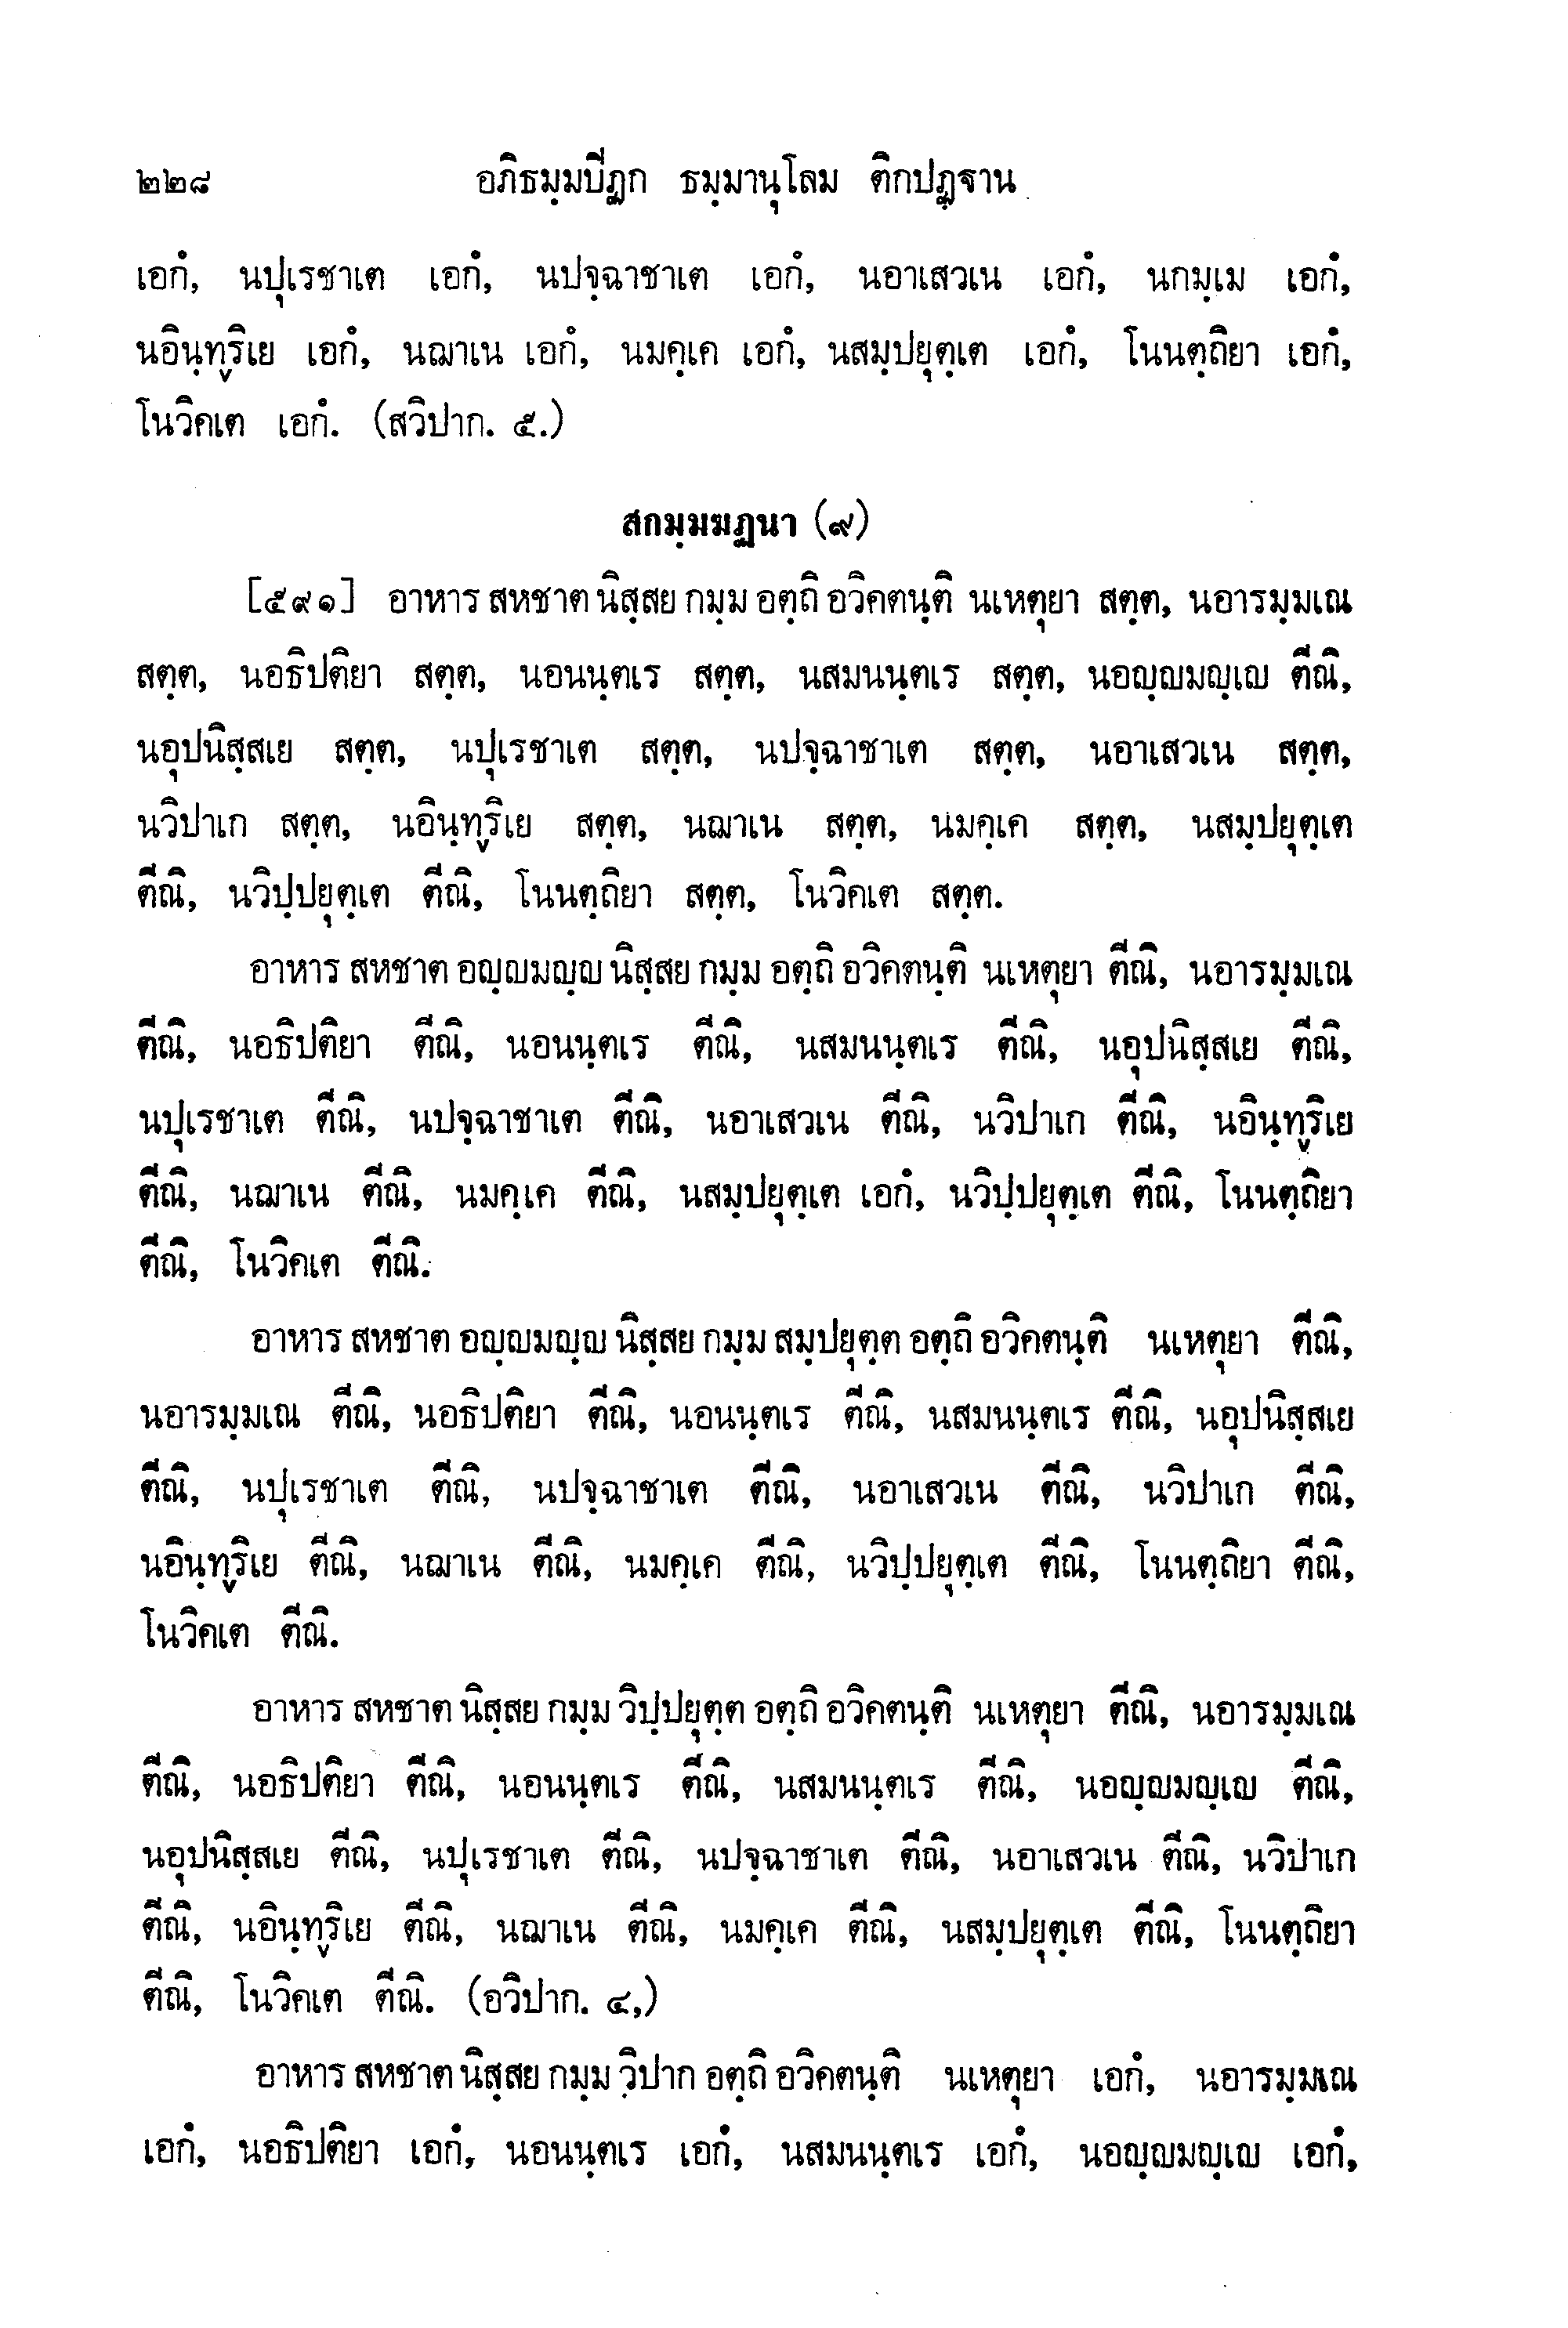 ๒๒๘ อภิธมฺมปีฏก ธมฺมานุโลม ติกปฏฺฐาน
เอกํ, นปุเรชาเต เอกํ, นปจฺฉาชาเต เอกํ, นอาเสวเน เอกํ, นกมฺเม เอกํ,
นอินฺทฺริเย เอกํ, นฌาเน เอกํ, นมคฺเค เอกํ, นสมฺปยุตฺเต เอกํ, โนนตฺถิยา เอกํ,
โนวิคเต เอกํ. (สวิปาก. ๕.)
สกมฺมฆฏนา (๙)
[๕๙๑] อาหาร สหชาต นิสฺสย กมฺม อตฺถิ อวิคตนฺติ นเหตุยา สตฺต, นอารมฺมเณ
สตฺต, นอธิปติยา สตฺต, นอนนฺตเร สตฺต, นสมนนฺตเร สตฺต, นอญฺญมญฺเญ ตีณิ,
นอุปนิสฺสเย สตฺต, นปุเรชาเต สตฺต, นปจฺฉาชาเต สตฺต, นอาเสวเน สตฺต,
นวิปาเก สตฺต, นอินฺทฺริเย สตฺต, นฌาเน สตฺต, นมคฺเค สตฺต, นสมฺปยุตฺเต
ตีณิ, นวิปฺปยุตฺเต ตีณิ, โนนตฺถิยา สตฺต, โนวิคเต สตฺต.
อาหาร สหชาต อญฺญมญฺญ นิสฺสย กมฺม อตฺถิ อวิคตนฺติ นเหตุยา ตีณิ, นอารมฺมเณ
ตีณิ, นอธิปติยา ตีณิ, นอนนฺตเร ตีณิ, นสมนนฺตเร ตีณิ, นอุปนิสฺสเย ตีณิ,
นปุเรชาเต ตีณิ, นปจฺฉาชาเต ตีณิ, นอาเสวเน ตีณิ, นวิปาเก ตีณิ, นอินฺทฺริเย
ตีณิ, นฌาเน ตีณิ, นมคฺเค ตีณิ, นสมฺปยุตฺเต เอกํ, นวิปฺปยุตฺเต ตีณิ, โนนตฺถิยา
ตีณิ, โนวิคเต ตีณิ.
อาหาร สหชาต อญฺญมญฺญ นิสฺสย กมฺม สมฺปยุตฺต อตฺถิ อวิคตนฺติ นเหตุยา ตีณิ,
นอารมฺมเณ ตีณิ, นอธิปติยา ตีณิ, นอนนฺตเร ตีณิ, นสมนนฺตเร ตีณิ, นอุปนิสฺสเย
ตีณิ, นปุเรชาเต ตีณิ, นปจฺฉาชาเต ตีณิ, นอาเสวเน ตีณิ, นวิปาเก ตีณิ,
นอินฺทฺริเย ตีณิ, นฌาเน ตีณิ, นมคฺเค ตีณิ, นวิปฺปยุตฺเต ตีณิ, โนนตฺถิยา ตีณิ,
โนวิคเต ตีณิ.
อาหาร สหชาต นิสฺสย กมฺม วิปฺปยุตฺต อตฺถิ อวิคตนฺติ นเหตุยา ตีณิ, นอารมฺมเณ
ตีณิ, นอธิปติยา ตีณิ, นอนนฺตเร ตีณิ, นสมนนฺตเร ตีณิ, นอญฺญมญฺเญ ตีณิ,
นอุปนิสฺสเย ตีณิ, นปุเรชาเต ตีณิ, นปจฺฉาชาเต ตีณิ, นอาเสวเน ตีณิ, นวิปาเก
ตีณิ, นอินฺทฺริเย ตีณิ, นฌาเน ตีณิ, นมคฺเค ตีณิ, นสมฺปยุตฺเต ตีณิ, โนนตฺถิยา
ตีณิ, โนวิคเต ตีณิ. (อวิปาก. ๔,)
อาหาร สหชาต นิสฺสย กมฺม วิปาก อตฺถิ อวิคตนฺติ นเหตุยา เอกํ, นอารมฺมเณ
เอกํ, นอธิปติยา เอกํ, นอนนฺตเร เอกํ, นสมนนฺตเร เอกํ, นอญฺญมญฺเญ เอกํ,